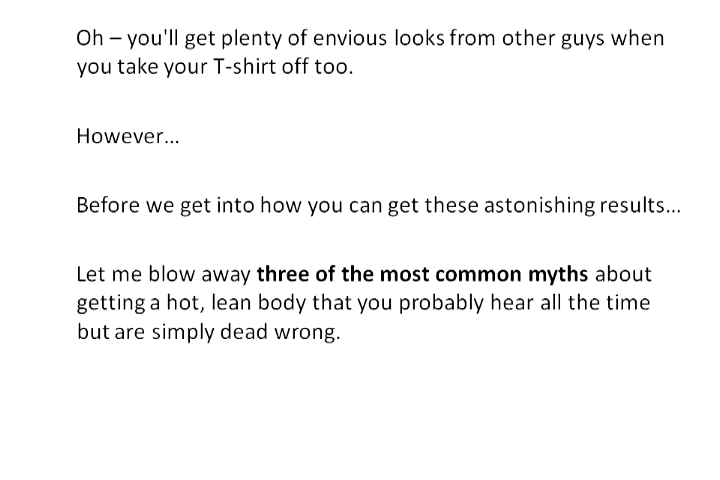 Oh – you'll get plenty of envious looks from other guys when
you take your T-shirt off too.
However...
Before we get into how you can get these astonishing results...
Let me blow away three of the most common myths about
getting a hot, lean body that you probably hear all the time
but are simply dead wrong.